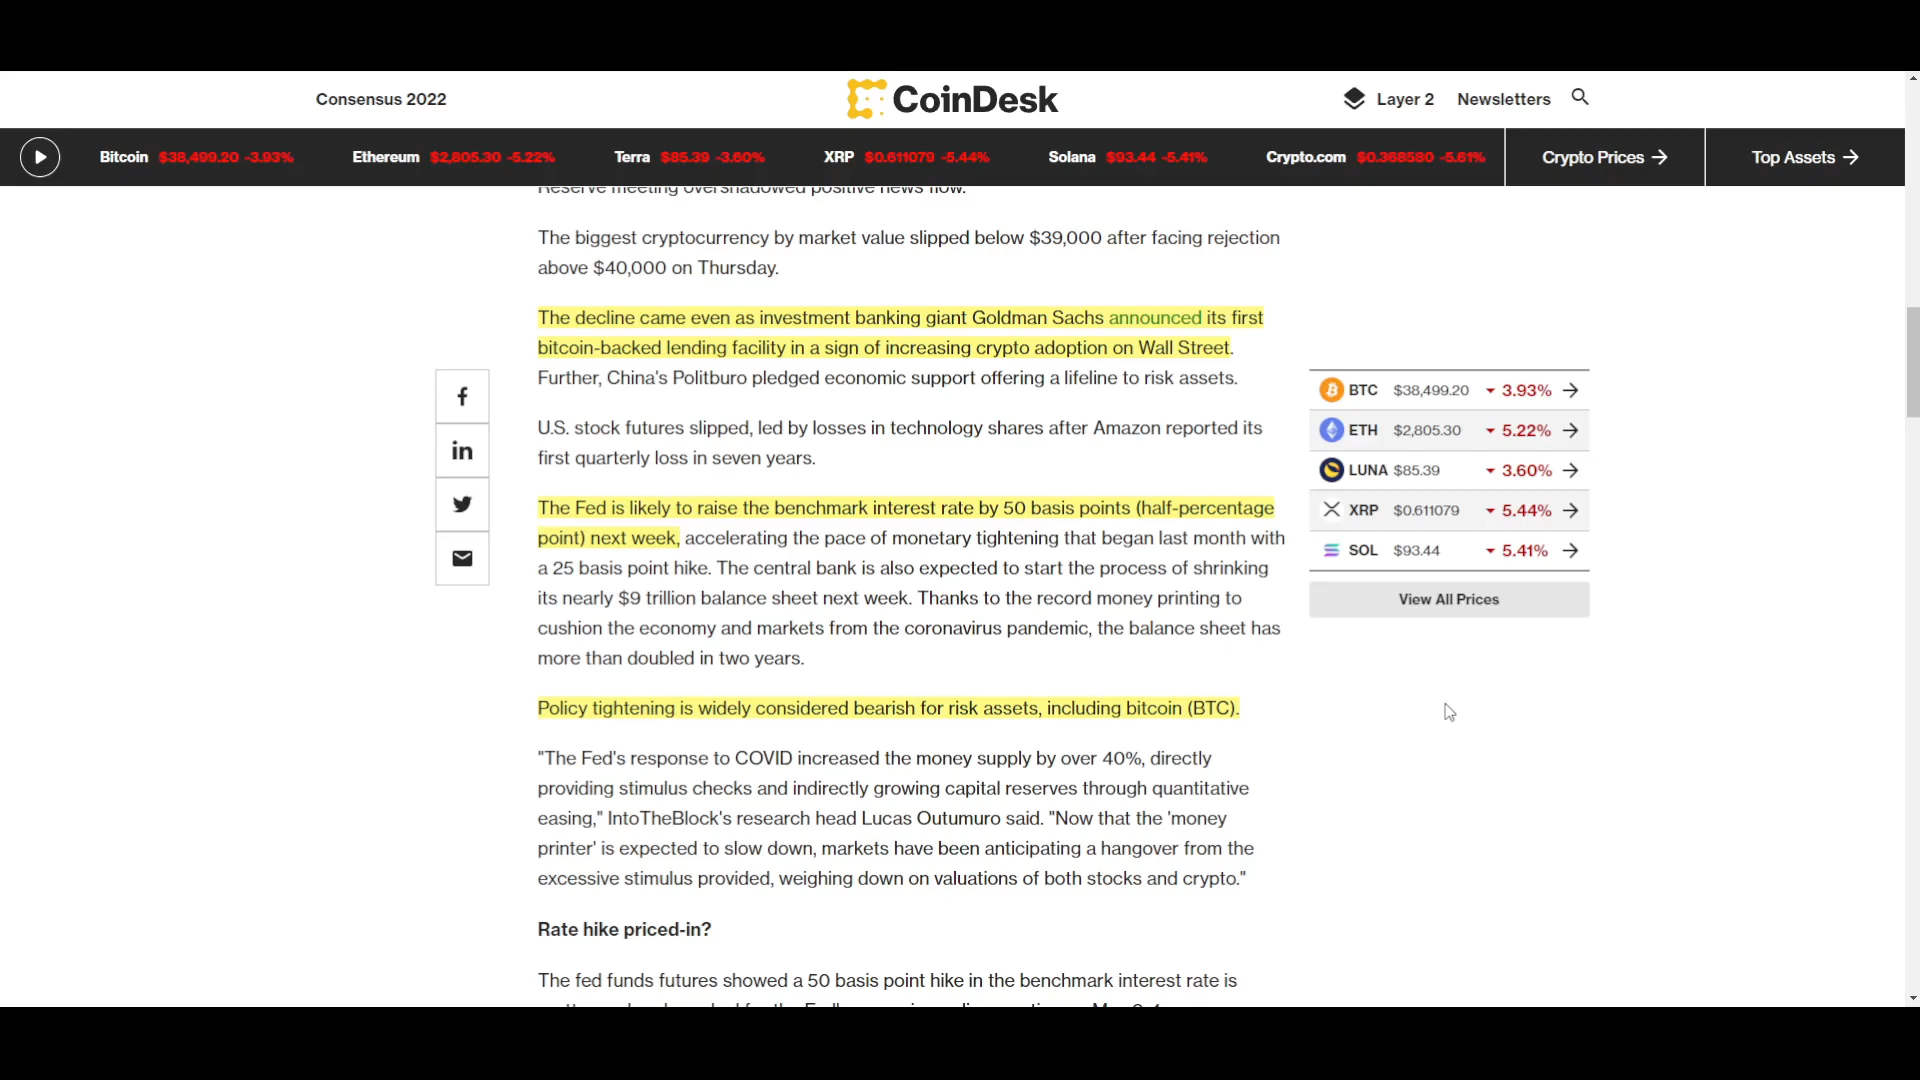 Consensus 2022
CoinDesk
Layer 2 Newsletters
Bitcoin $38,499.20 -3.93% Ethereum $2,805.30 -5.22% Terra $85.39 -3.60% XRP $0.611079 -5.44% Solana $93.44 -5.41% Crypto.com $0.368580 -5.61% Crypto Prices → Top Assets →
Reserve meeting overshadowed positive news flow.
The biggest cryptocurrency by market value slipped below $39,000 after facing rejection
above $40,000 on Thursday.
The decline came even as investment banking giant Goldman Sachs announced its first
bitcoin-backed lending facility in a sign of increasing crypto adoption on Wall Street.
Further, China's Politburo pledged economic support offering a lifeline to risk assets.
U.S. stock futures slipped, led by losses in technology shares after Amazon reported its
first quarterly loss in seven years.
The Fed is likely to raise the benchmark interest rate by 50 basis points (half-percentage
point) next week, accelerating the pace of monetary tightening that began last month with
a 25 basis point hike. The central bank is also expected to start the process of shrinking
its nearly $9 trillion balance sheet next week. Thanks to the record money printing to
cushion the economy and markets from the coronavirus pandemic, the balance sheet has
more than doubled in two years.
Policy tightening is widely considered bearish for risk assets, including bitcoin (BTC).
"The Fed's response to COVID increased the money supply by over 40%, directly
providing stimulus checks and indirectly growing capital reserves through quantitative
easing," IntoTheBlock's research head Lucas Outumuro said. "Now that the 'money
printer' is expected to slow down, markets have been anticipating a hangover from the
excessive stimulus provided, weighing down on valuations of both stocks and crypto."
Rate hike priced-in?
The fed funds futures showed a 50 basis point hike in the benchmark interest rate is
BTC $38,499.20 3.93% →
ETH $2,805.30 5.22% →
LUNA $85.39 3.60% →
XRP $0.611079 5.44% →
SOL $93.44 5.41% →
View All Prices